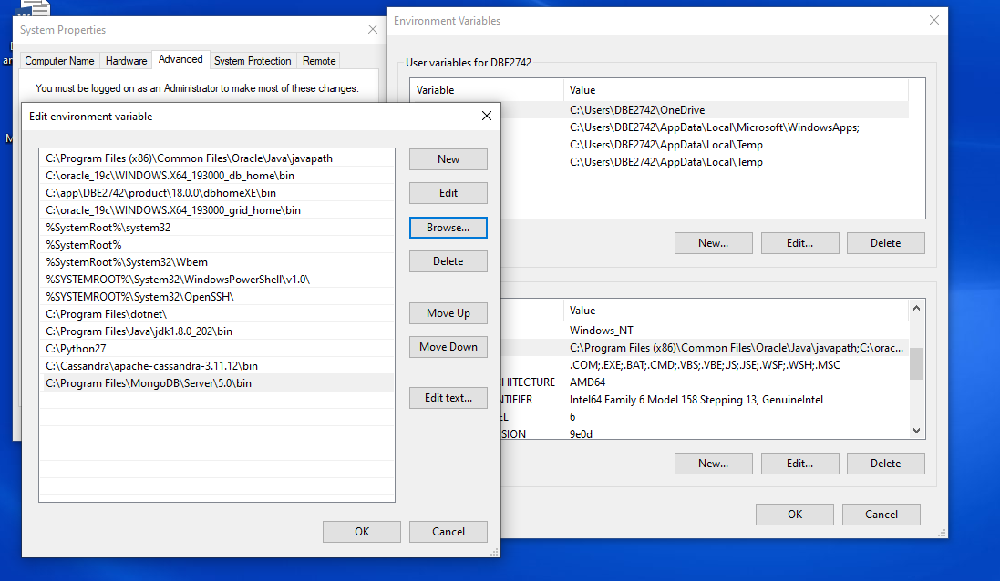 System Properties
Computer Name Hardware Advanced System Protection Remote
You must be logged on as an Administrator to make most of these changes.
Edit environment variable
C:\Program Files (x86)\Common Files\Oracle\Java\javapath
C:\oracle_19c\WINDOWS.X64_193000_db_home\bin
C:\app\DBE2742\product\18.0.0\dbhomeXE\bin
C:\oracle_19c\WINDOWS.X64_193000_grid_home\bin
%SystemRoot%\system32
%SystemRoot%
%SystemRoot%\System32\Wbem
%SYSTEMROOT%\System32\WindowsPowerShell\v1.0\
%SYSTEMROOT%\System32\OpenSSH\
C:\Program Files\dotnet\
C:\Program Files\Java\jdk1.8.0_202\bin
C:\Python27
C:\Cassandra\apache-cassandra-3.11.12\bin
C:\Program Files\MongoDB\Server\5.0\bin
New
Edit
Browse...
Delete
Move Up
Move Down
Edit text...
OK Cancel
Environment Variables
User variables for DBE2742
Variable Value
C:\Users\DBE2742\OneDrive
C:\Users\DBE2742\AppData\Local\Microsoft\WindowsApps;
C:\Users\DBE2742\AppData\Local\Temp
C:\Users\DBE2742\AppData\Local\Temp
New... Edit... Delete
Value
Windows_NT
C:\Program Files (x86)\Common Files\Oracle\Java\javapath;C:\orac...
.COM;.EXE;.BAT;.CMD;.VBS;.VBE;.JS;.JSE;.WSF;.WSH;.MSC
HITECTURE AMD64
NTIFIER Intel64 Family 6 Model 158 Stepping 13, GenuineIntel
EL 6
SION 9e0d
New... Edit... Delete
OK Cancel